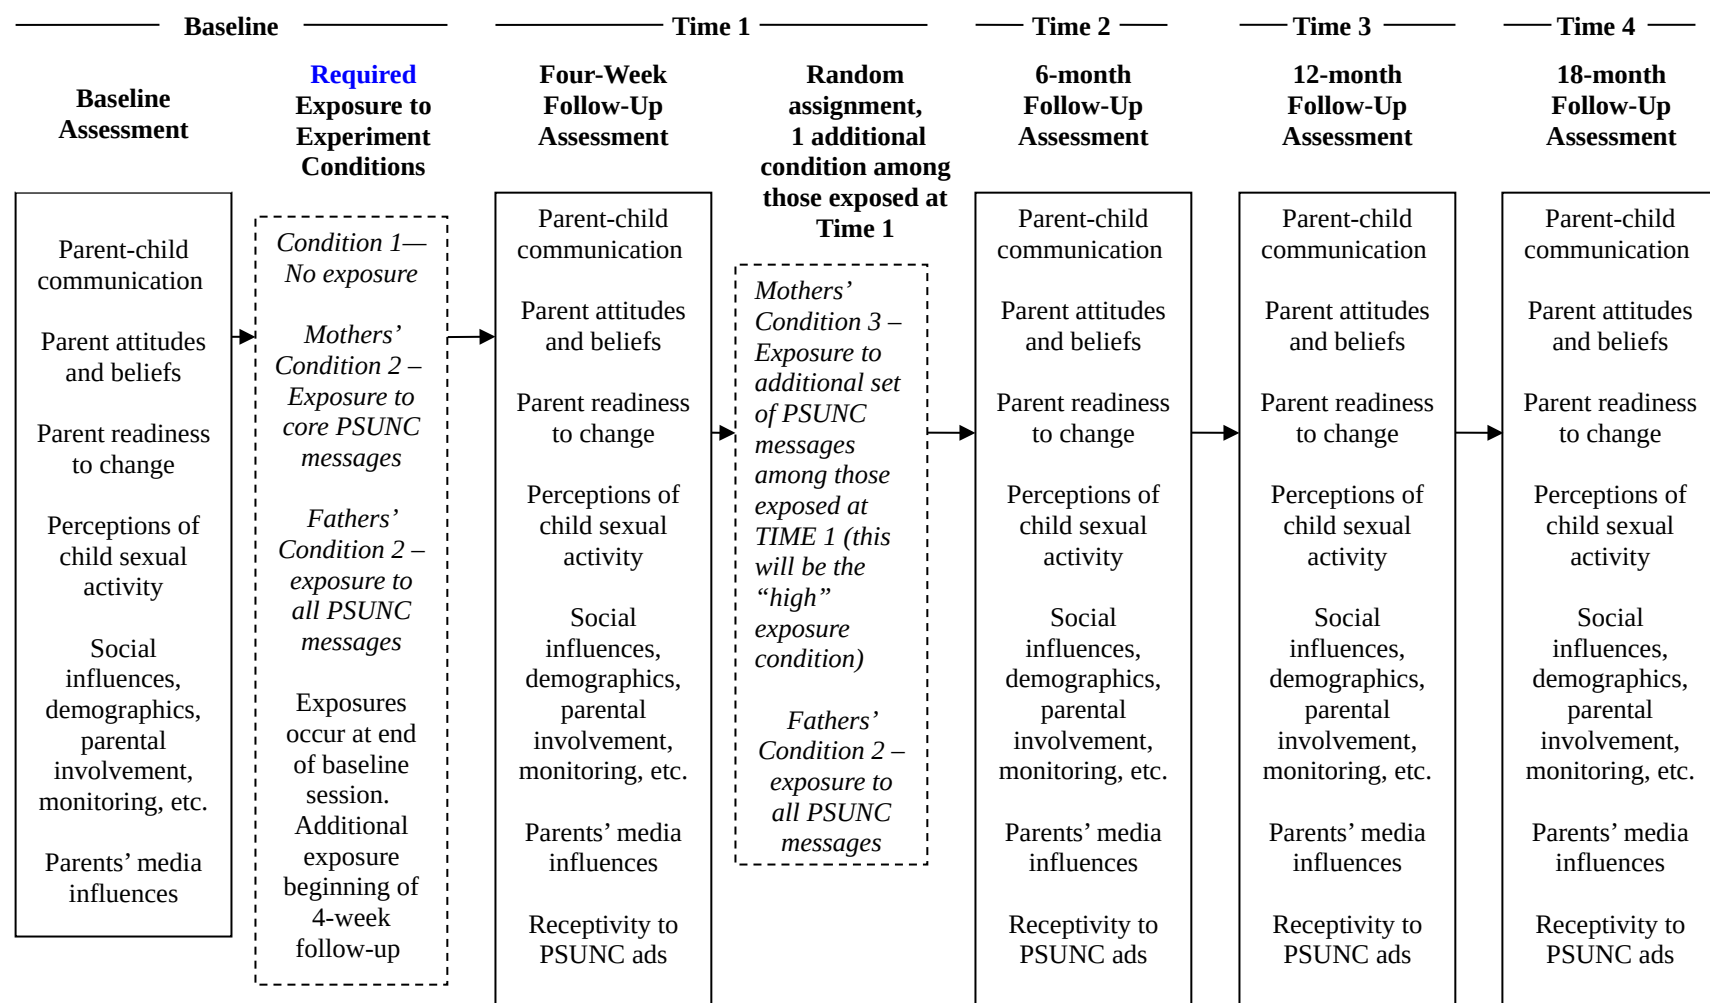 Baseline
Time 1
Time 2
Time 3
Time 4
Baseline
Assessment
Required
Exposure to
Experiment
Conditions
Four-Week
Follow-Up
Assessment
Random
assignment,
1 additional
condition among
those exposed at
Time 1
6-month
Follow-Up
Assessment
12-month
Follow-Up
Assessment
18-month
Follow-Up
Assessment
Parent-child
communication
Parent attitudes
and beliefs
Parent readiness
to change
Perceptions of
child sexual
activity
Social
influences,
demographics,
parental
involvement,
monitoring, etc.
Parents’ media
influences
Condition 1—
No exposure
Mothers’
Condition 2 –
Exposure to
core PSUNC
messages
Fathers’
Condition 2 –
exposure to
all PSUNC
messages
Exposures
occur at end
of baseline
session.
Additional
exposure
beginning of
4-week
follow-up
Parent-child
communication
Parent attitudes
and beliefs
Parent readiness
to change
Perceptions of
child sexual
activity
Social
influences,
demographics,
parental
involvement,
monitoring, etc.
Parents’ media
influences
Receptivity to
PSUNC ads
Mothers’
Condition 3 –
Exposure to
additional set
of PSUNC
messages
among those
exposed at
TIME 1 (this
will be the
“high”
exposure
condition)
Fathers’
Condition 2 –
exposure to
all PSUNC
messages
Parent-child
communication
Parent attitudes
and beliefs
Parent readiness
to change
Perceptions of
child sexual
activity
Social
influences,
demographics,
parental
involvement,
monitoring, etc.
Parents’ media
influences
Receptivity to
PSUNC ads
Parent-child
communication
Parent attitudes
and beliefs
Parent readiness
to change
Perceptions of
child sexual
activity
Social
influences,
demographics,
parental
involvement,
monitoring, etc.
Parents’ media
influences
Receptivity to
PSUNC ads
Parent-child
communication
Parent attitudes
and beliefs
Parent readiness
to change
Perceptions of
child sexual
activity
Social
influences,
demographics,
parental
involvement,
monitoring, etc.
Parents’ media
influences
Receptivity to
PSUNC ads